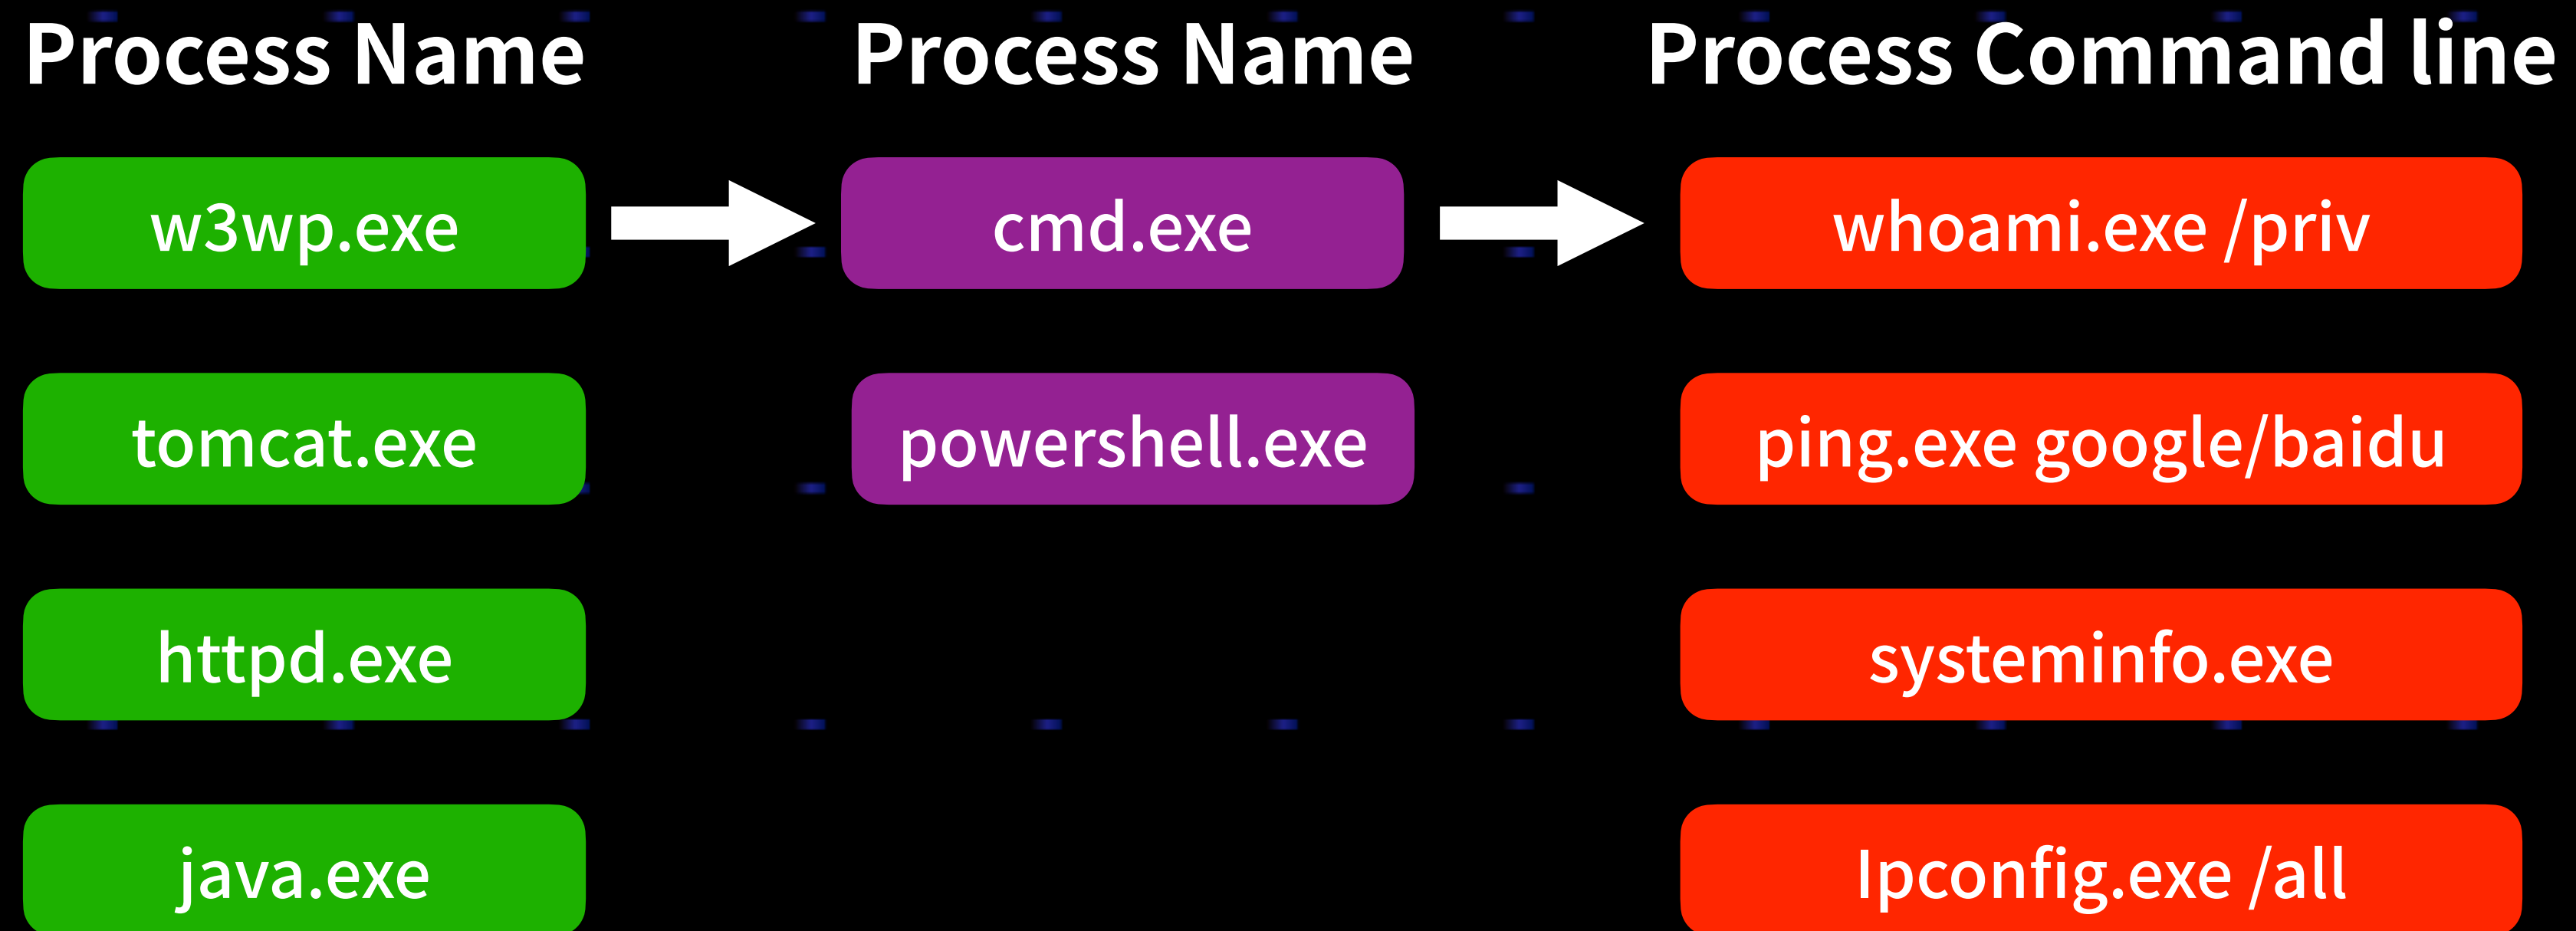 Process Name
Process Name
Process Command line
w3wp.exe
cmd.exe
whoami.exe /priv
tomcat.exe
powershell.exe
ping.exe google/baidu
httpd.exe
systeminfo.exe
java.exe
Ipconfig.exe /all